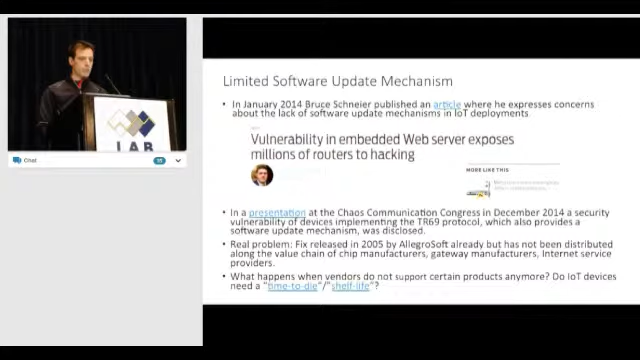 Limited Software Update Mechanism
• In January 2014 Bruce Schneier published an article where he expresses concerns
about the lack of software update mechanisms in IoT deployments
Vulnerability in embedded Web server exposes
millions of routers to hacking
MORE LIKE THIS
IAB
Chat
• In a presentation at the Chaos Communication Congress in December 2014 a security
vulnerability of devices implementing the TR69 protocol, which also provides a
software update mechanism, was disclosed.
• Real problem: Fix released in 2005 by AllegroSoft already but has not been distributed
along the value chain of chip manufacturers, gateway manufacturers, Internet service
providers.
• What happens when vendors do not support certain products anymore? Do IoT devices
need a "time-to-die"/"shelf-life"?